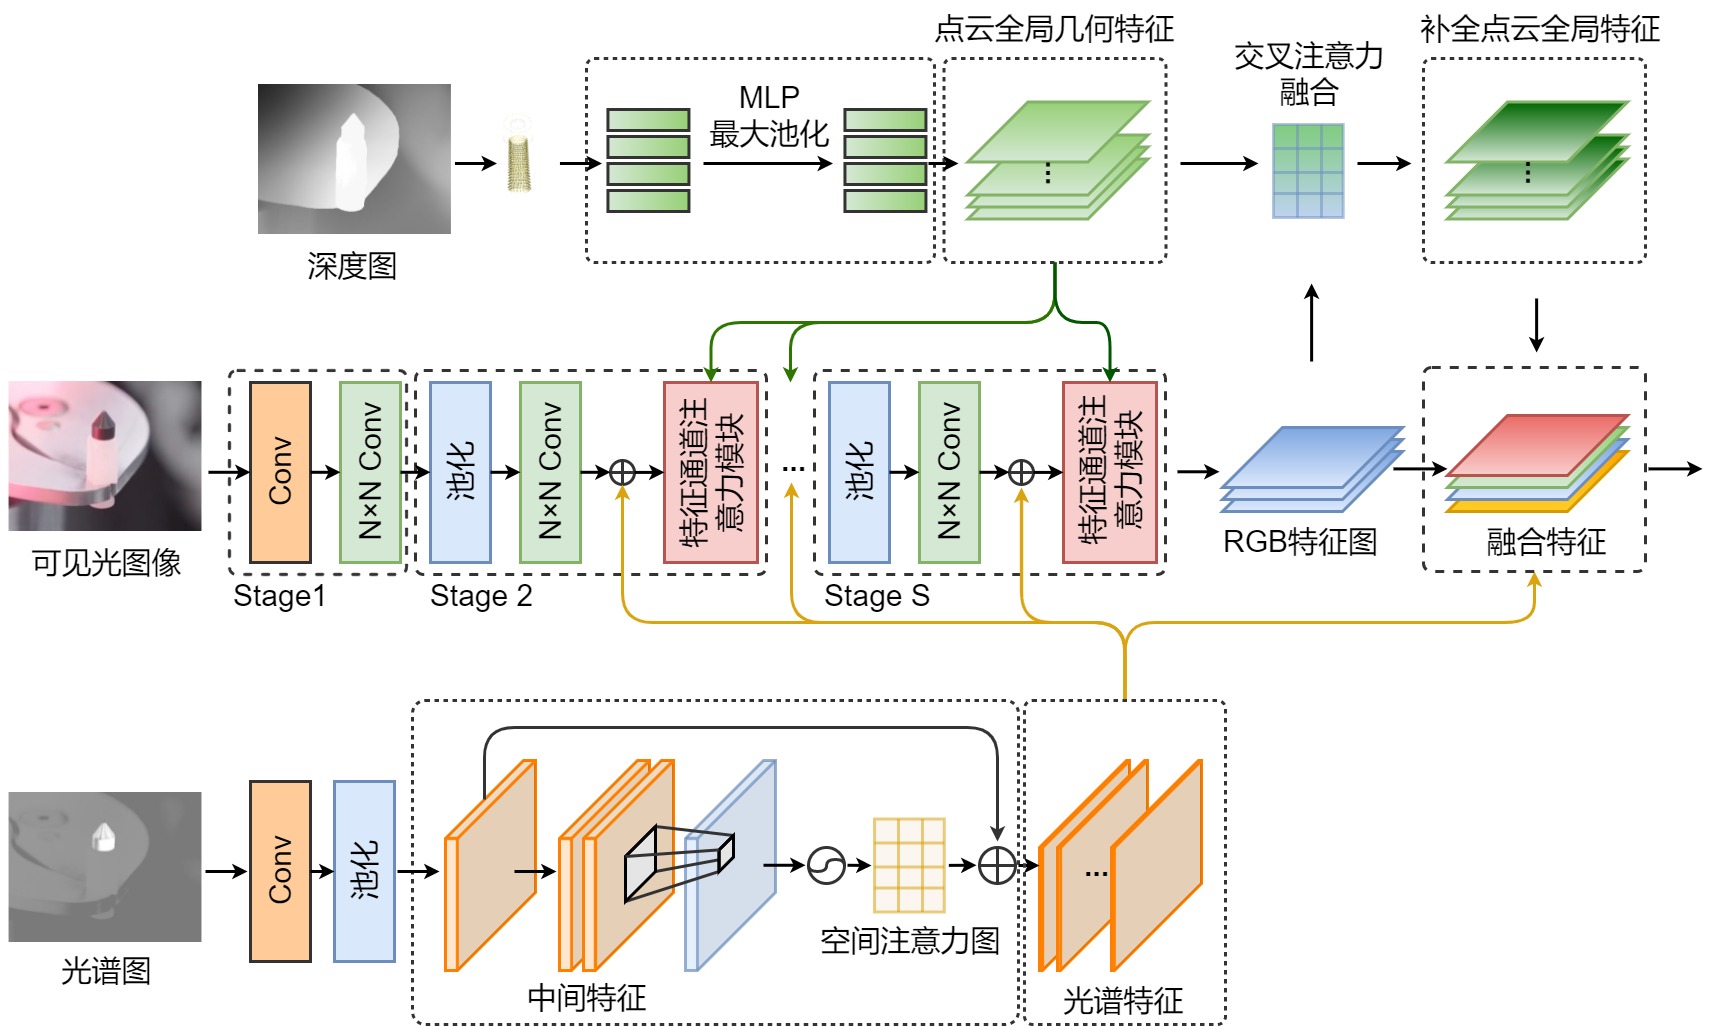 点云全局几何特征
补全点云全局特征
交叉注意力
融合
MLP
最大池化
深度图
Conv
N×N Conv
池化
N×N Conv
特征通道注
意力模块
...
池化
N×N Conv
特征通道注
意力模块
可见光图像
Stage1
Stage 2
Stage S
RGB特征图
融合特征
Conv
池化
...
光谱图
中间特征
空间注意力图
光谱特征